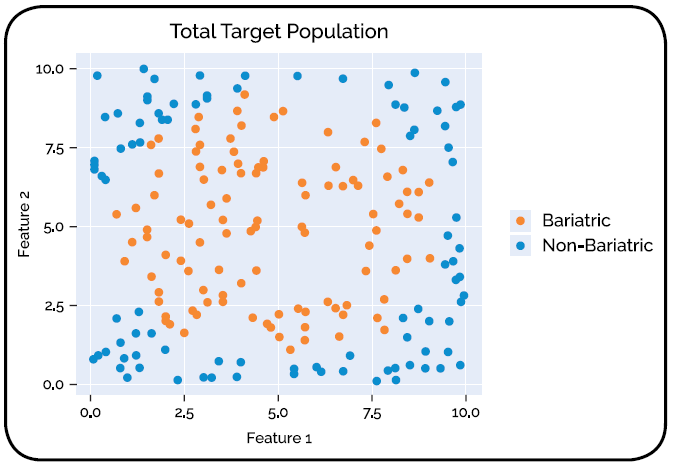 Total Target Population
10.0
7.5
5.0
2.5
0.0
Feature 2
0.0 2.5 5.0 7.5 10.0
Feature 1
Bariatric
Non-Bariatric